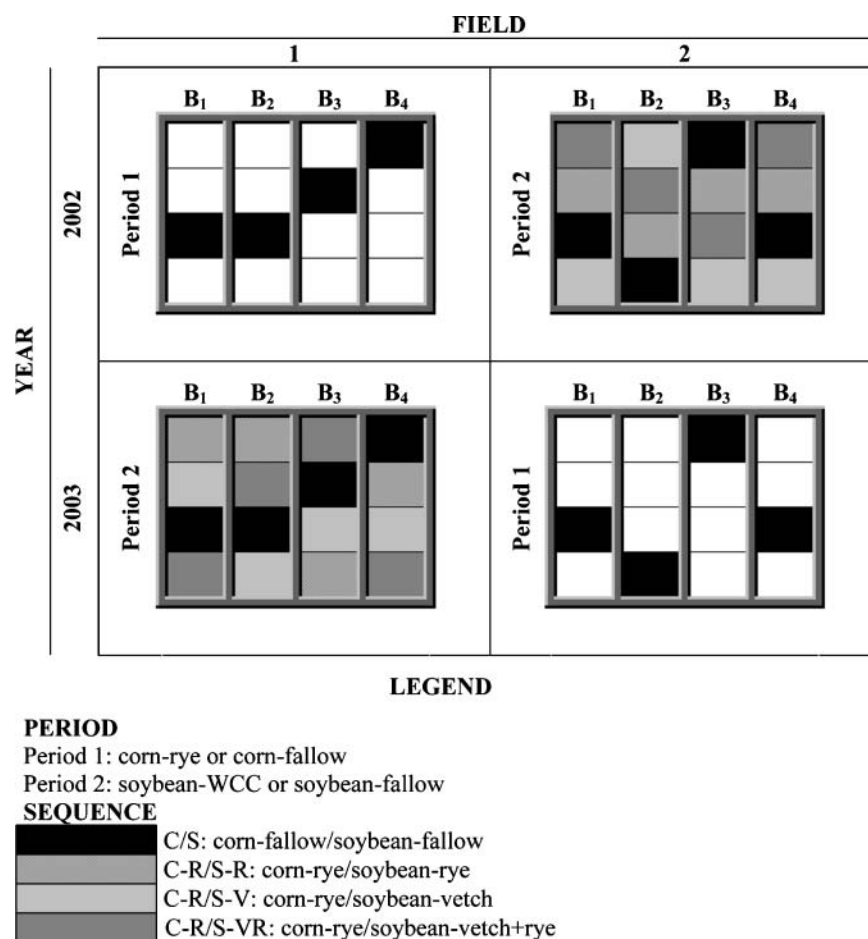 FIELD
1 2
B₁ B₂ B₃ B₄ B₁ B₂ B₃ B₄
YEAR
2002
Period 1
Period 2
B₁ B₂ B₃ B₄ B₁ B₂ B₃ B₄
2003
Period 2
Period 1
LEGEND
PERIOD
Period 1: corn-rye or corn-fallow
Period 2: soybean-WCC or soybean-fallow
SEQUENCE
C/S: corn-fallow/soybean-fallow
C-R/S-R: corn-rye/soybean-rye
C-R/S-V: corn-rye/soybean-vetch
C-R/S-VR: corn-rye/soybean-vetch+rye